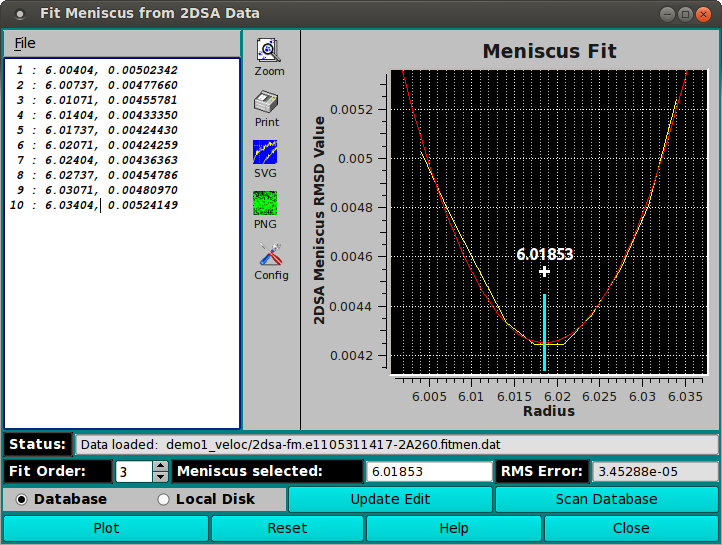 Fit Meniscus from 2DSA Data
File
1 : 6.00404, 0.00502342
2 : 6.00737, 0.00477660
3 : 6.01071, 0.00455781
4 : 6.01404, 0.00433350
5 : 6.01737, 0.00424430
6 : 6.02071, 0.00424259
7 : 6.02404, 0.00436363
8 : 6.02737, 0.00454786
9 : 6.03071, 0.00480970
10 : 6.03404, 0.00524149
Zoom
Print
SVG
PNG
Config
Meniscus Fit
2DSA Meniscus RMSD Value
0.0052
0.005
0.0048
0.0046
0.0044
0.0042
6.01853
6.005 6.01 6.015 6.02 6.025 6.03 6.035
Radius
Status: Data loaded: demo1_veloc/2dsa-fm.e1105311417-2A260.fitmen.dat
Fit Order: 3 Meniscus selected: 6.01853 RMS Error: 3.45288e-05
Database Local Disk Update Edit Scan Database
Plot Reset Help Close